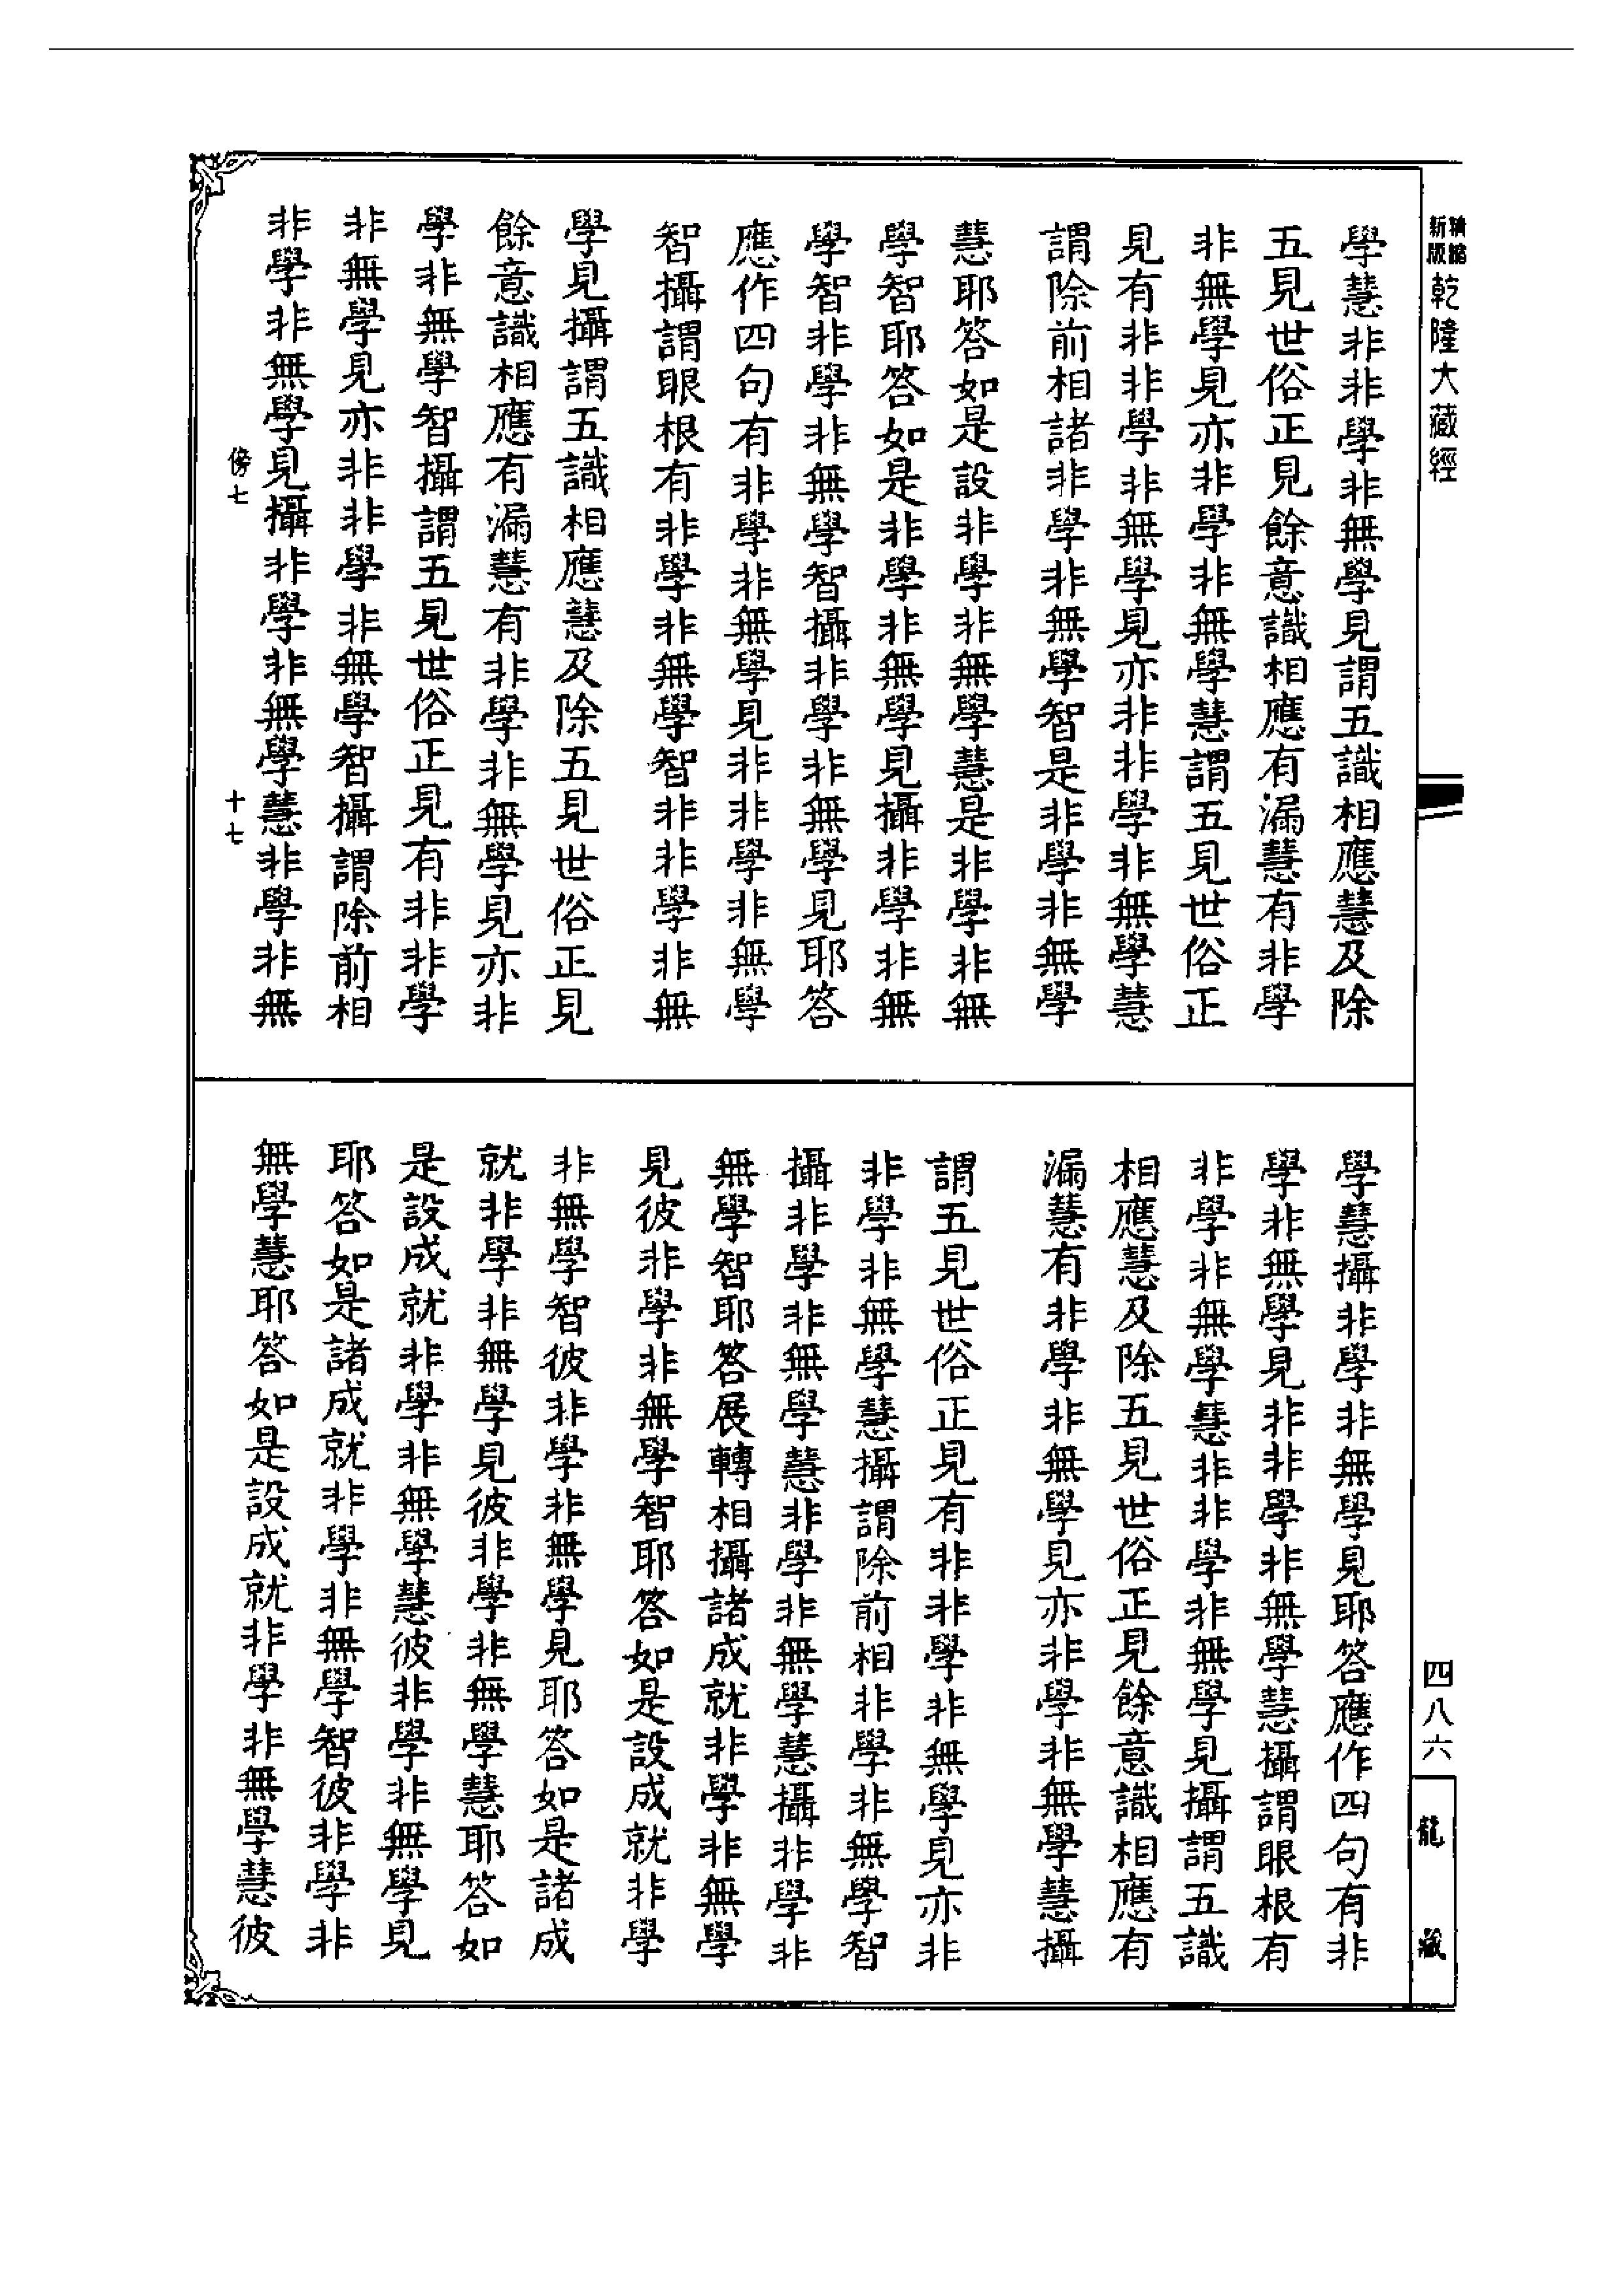 精縮新版乾隆大藏經
學慧非非學非無學見謂五識相應慧及除
五見世俗正見餘意識相應有漏慧有非學
非無學見亦非學非無學慧謂五見世俗正
見有非非學非無學見亦非非學非無學慧
謂除前相諸非學非無學智是非學非無學
慧耶答如是設非學非無學慧是非學非無
學智耶答如是非學非無學見攝非學非無
學智非學非無學智攝非學非無學見耶答
應作四句有非學非無學見非非學非無學
智攝謂眼根有非學非無學智非非學非無
學見攝謂五識相應慧及除五見世俗正見
餘意識相應有漏慧有非學非無學見亦非
學非無學智攝謂五見世俗正見有非非學
非無學見亦非非學非無學智攝謂除前相
非學非無學見攝非學非無學慧非學非無
傍七
十七
學慧攝非學非無學見耶答應作四句有非
學非無學見非非學非無學慧攝謂眼根有
非學非無學慧非非學非無學見攝謂五識
相應慧及除五見世俗正見餘意識相應有
漏慧有非學非無學見亦非學非無學慧攝
謂五見世俗正見有非非學非無學見亦非
非學非無學慧攝謂除前相非學非無學智
攝非學非無學慧非學非無學慧攝非學非
無學智耶答展轉相攝諸成就非學非無學
見彼非學非無學智耶答如是設成就非學
非無學智彼非學非無學見耶答如是諸成
就非學非無學見彼非學非無學慧耶答如
是設成就非學非無學慧彼非學非無學見
耶答如是諸成就非學非無學智彼非學非
無學慧耶答如是設成就非學非無學慧彼
四八六
龍藏